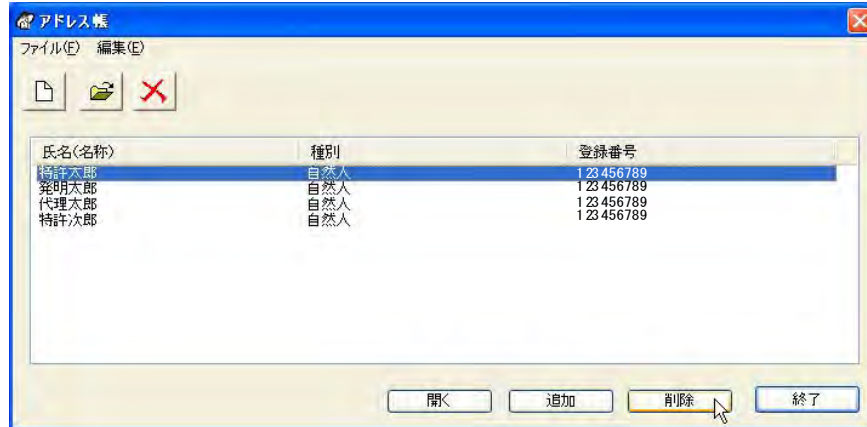 アドレス帳
ファイル(F) 編集(E)
氏名(名称) 種別 登録番号
特許太郎 自然人 123456789
発明太郎 自然人 123456789
代理太郎 自然人 123456789
特許次郎 自然人 123456789
開く 追加 削除 終了